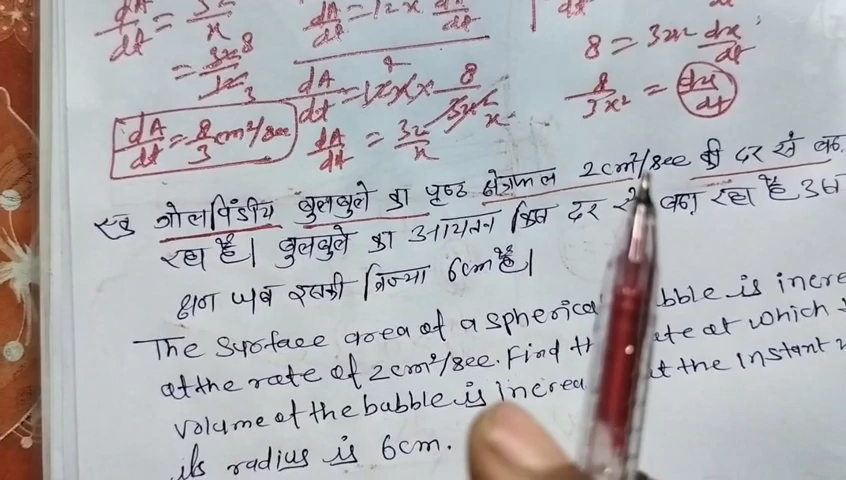 dA/dt = 32/x
dA/dt = 12x dx/dt
= 32/12 8/3
8 = 3x² dx/dt
dA/dt = 12x × 8/3x²
8/3x² = dx/dt
dA/dt = 8/3 cm²/sec
dA/dt = 32/x
एक गोलपिंडीय बुलबुले का पृष्ठ क्षेत्रफल 2cm²/sec की दर से बढ़
रहा है। बुलबुले का आयतन किस दर से बढ़ रहा है उस
क्षण जब इसकी त्रिज्या 6cm है।
The surface area of a spherical bubble is incre
at the rate of 2cm²/sec. Find the rate at which
volume of the bubble is increa at the instant
its radius is 6cm.